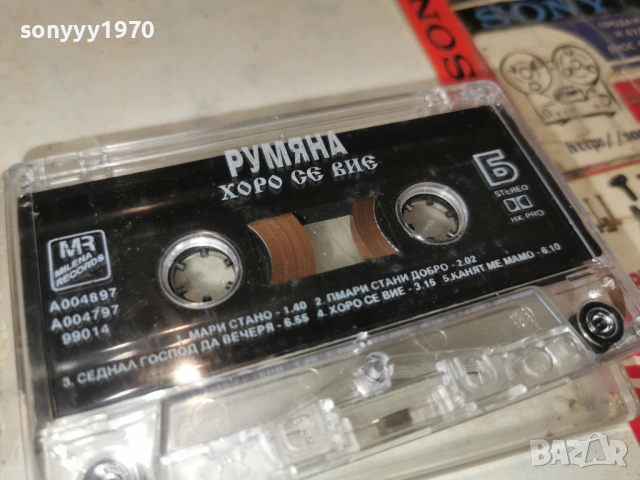 sonyyy1970
NOS
SONY
РУМЯНА
ХОРО СЕ ВИЕ
Б
STEREO
HX PRO
MR
MILENA
RECORDS
A004897
A004797
99014
1. МАРИ СТАНО - 1.40 2. ПМАРИ СТАНИ ДОБРО - 2.02
3. СЕДНАЛ ГОСПОД ДА ВЕЧЕРЯ - 6.55 4. ХОРО СЕ ВИЕ - 3.15 5.КАНЯТ МЕ МАМО - 6.10
BAZAR